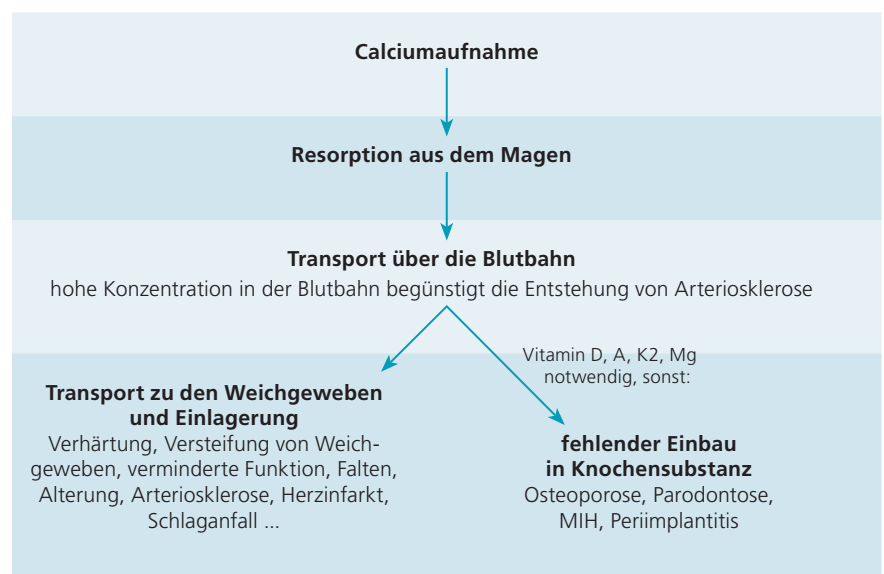 Calciumaufnahme
Resorption aus dem Magen
Transport über die Blutbahn
hohe Konzentration in der Blutbahn begünstigt die Entstehung von Arteriosklerose
Vitamin D, A, K2, Mg
notwendig, sonst:
Transport zu den Weichgeweben
und Einlagerung
Verhärtung, Versteifung von Weich-
geweben, verminderte Funktion, Falten,
Alterung, Arteriosklerose, Herzinfarkt,
Schlaganfall ...
fehlender Einbau
in Knochensubstanz
Osteoporose, Parodontose,
MIH, Periimplantitis